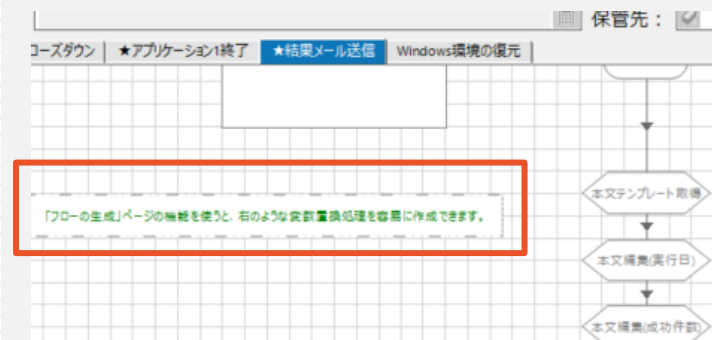 保管先：
ローズダウン
★アプリケーション1終了
★結果メール送信
Windows環境の復元
本文テンプレート取得
「フローの生成」ページの機能を使うと、右のような変数置換処理を容易に作成できます。
本文編集(実行日)
本文編集(成功件数)